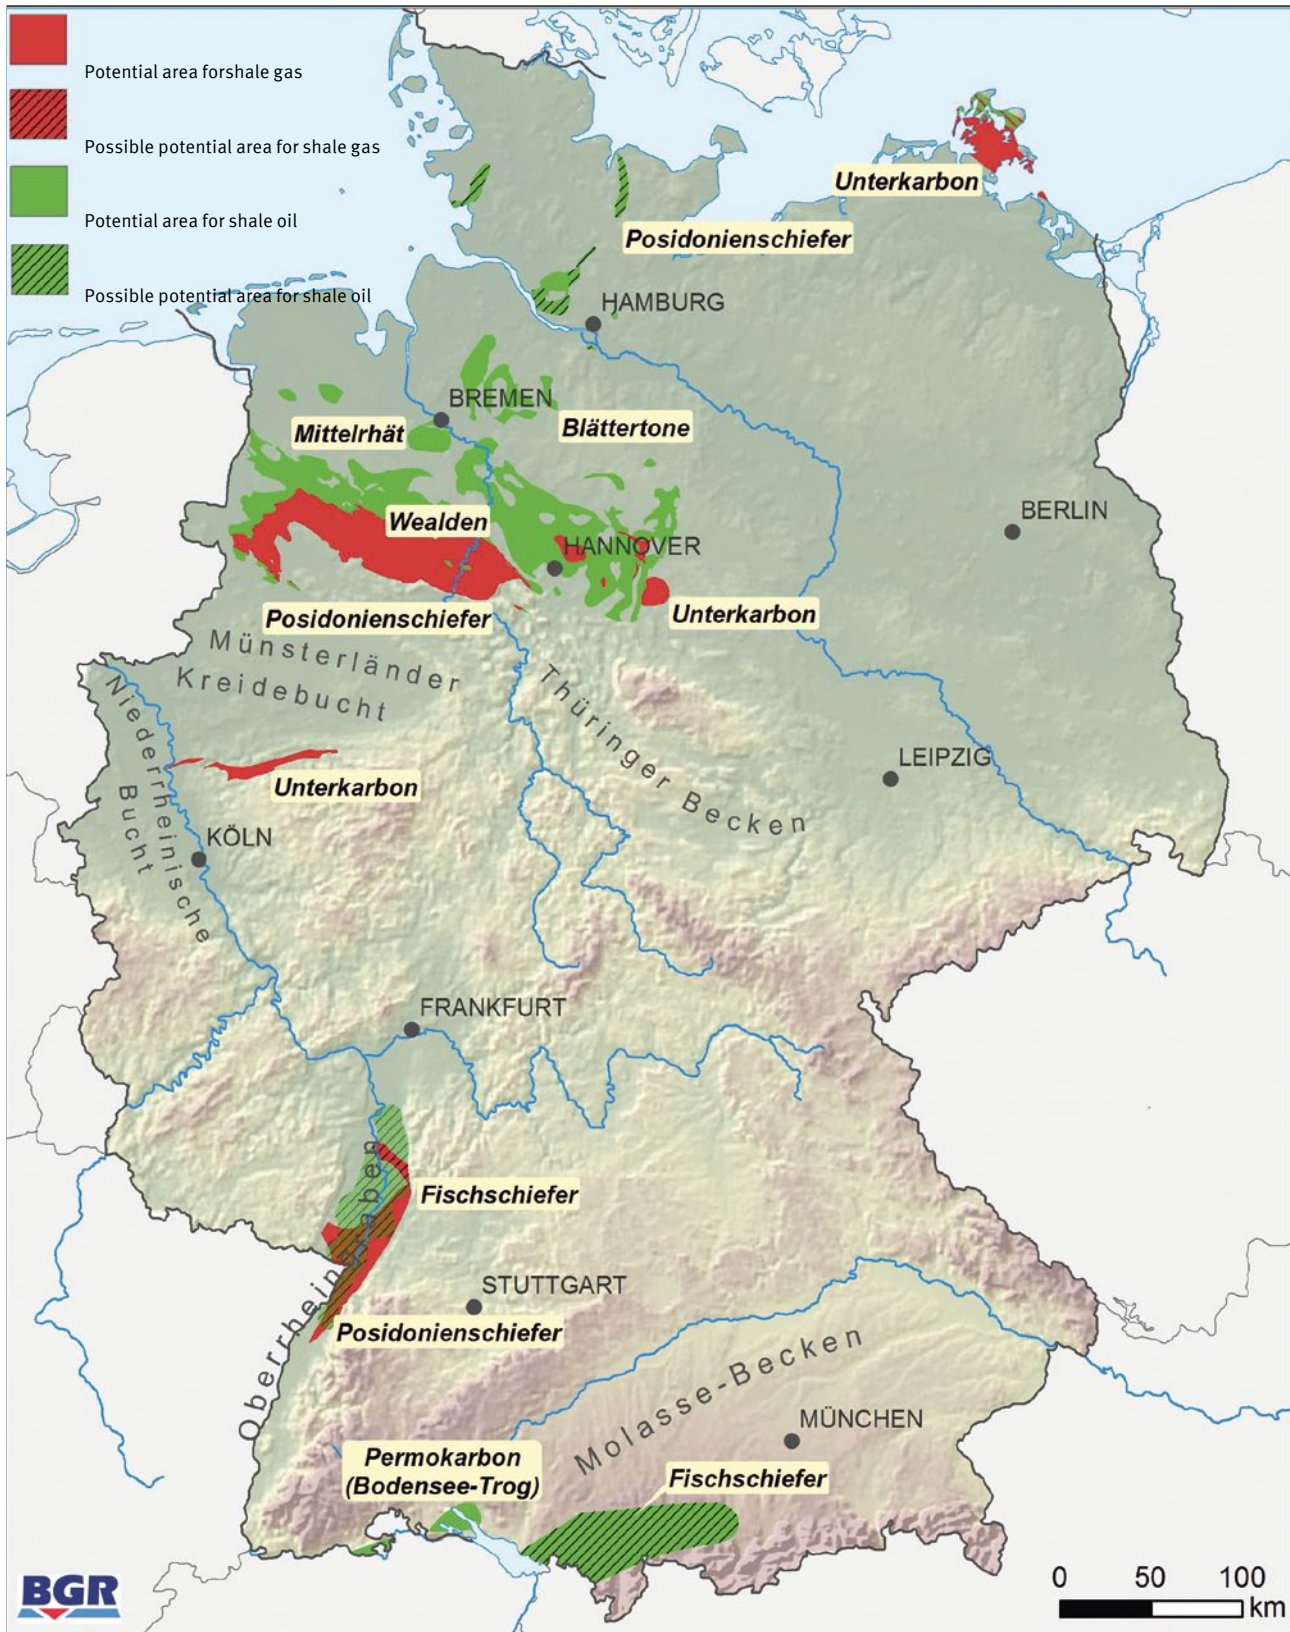 Potential area forshale gas
Possible potential area for shale gas
Potential area for shale oil
Possible potential area for shale oil
Unterkarbon
Posidonienschiefer
HAMBURG
BREMEN
Mittelrhät
Blättertone
Wealden
BERLIN
HANNOVER
Posidonienschiefer
Unterkarbon
Münsterländer
Kreidebucht
Niederrheinische
Bucht
Thüringer Becken
LEIPZIG
Unterkarbon
KÖLN
FRANKFURT
Fischschiefer
Oberrheingraben
STUTTGART
Posidonienschiefer
Molasse-Becken
MÜNCHEN
Permokarbon
(Bodensee-Trog)
Fischschiefer
BGR
0 50 100
km